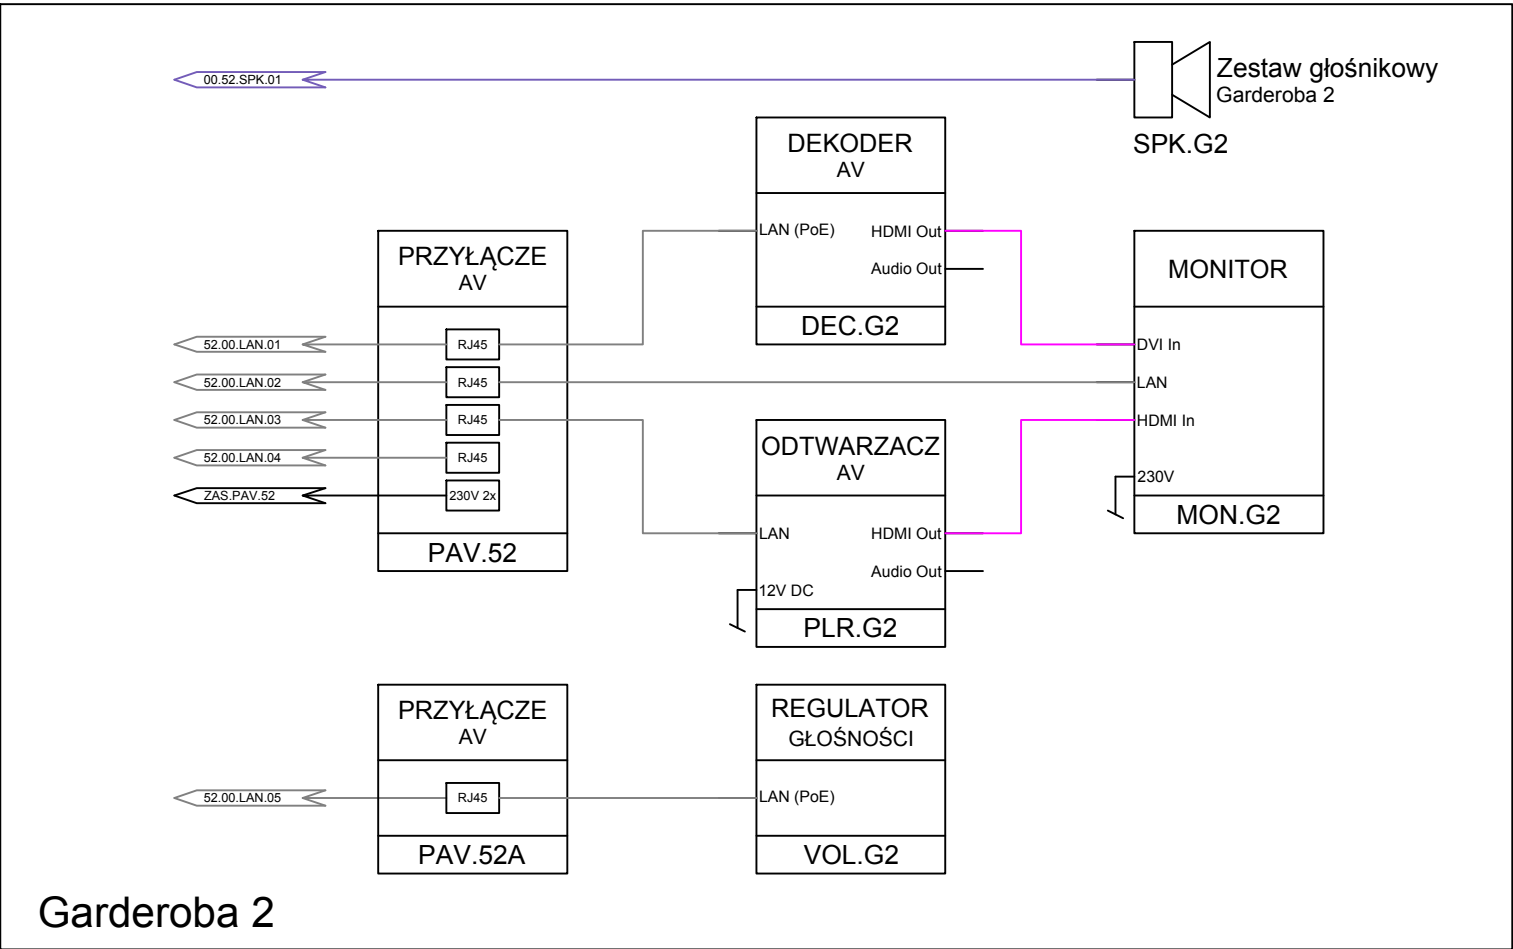 00.52.SPK.01
Zestaw głośnikowy
Garderoba 2
SPK.G2
DEKODER
AV
LAN (PoE)
HDMI Out
Audio Out
DEC.G2
PRZYŁĄCZE
AV
52.00.LAN.01
RJ45
52.00.LAN.02
RJ45
52.00.LAN.03
RJ45
52.00.LAN.04
RJ45
ZAS.PAV.52
230V 2x
PAV.52
MONITOR
DVI In
LAN
HDMI In
230V
MON.G2
ODTWARZACZ
AV
LAN
HDMI Out
Audio Out
12V DC
PLR.G2
PRZYŁĄCZE
AV
52.00.LAN.05
RJ45
PAV.52A
REGULATOR
GŁOŚNOŚCI
LAN (PoE)
VOL.G2
Garderoba 2